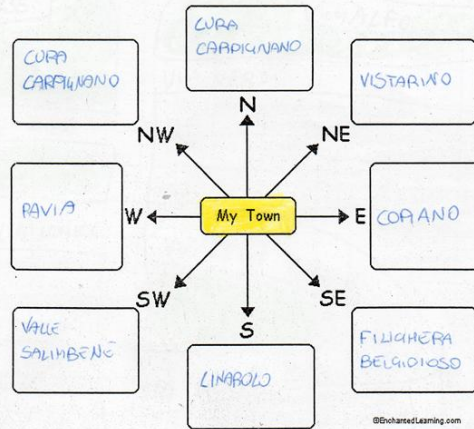 CURA
CARPIGNANO
CURA
CARPIGNANO
VISTARINO
N
NW
NE
PAVIA
W
My Town
E
COPIANO
SW
SE
S
VALLE
SALIMBENE
LINAROLO
FILIGHERA
BELGIOIOSO
©EnchantedLearning.com